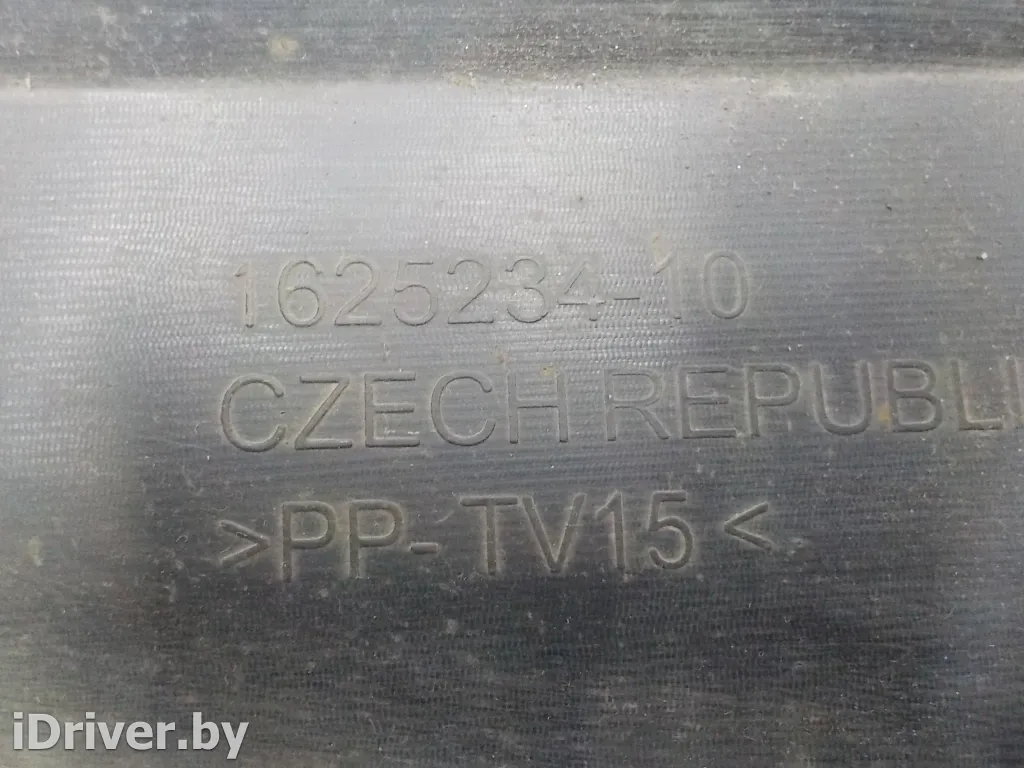 1625234-10
CZECH REPUBLI
>PP-TV15<
iDriver.by